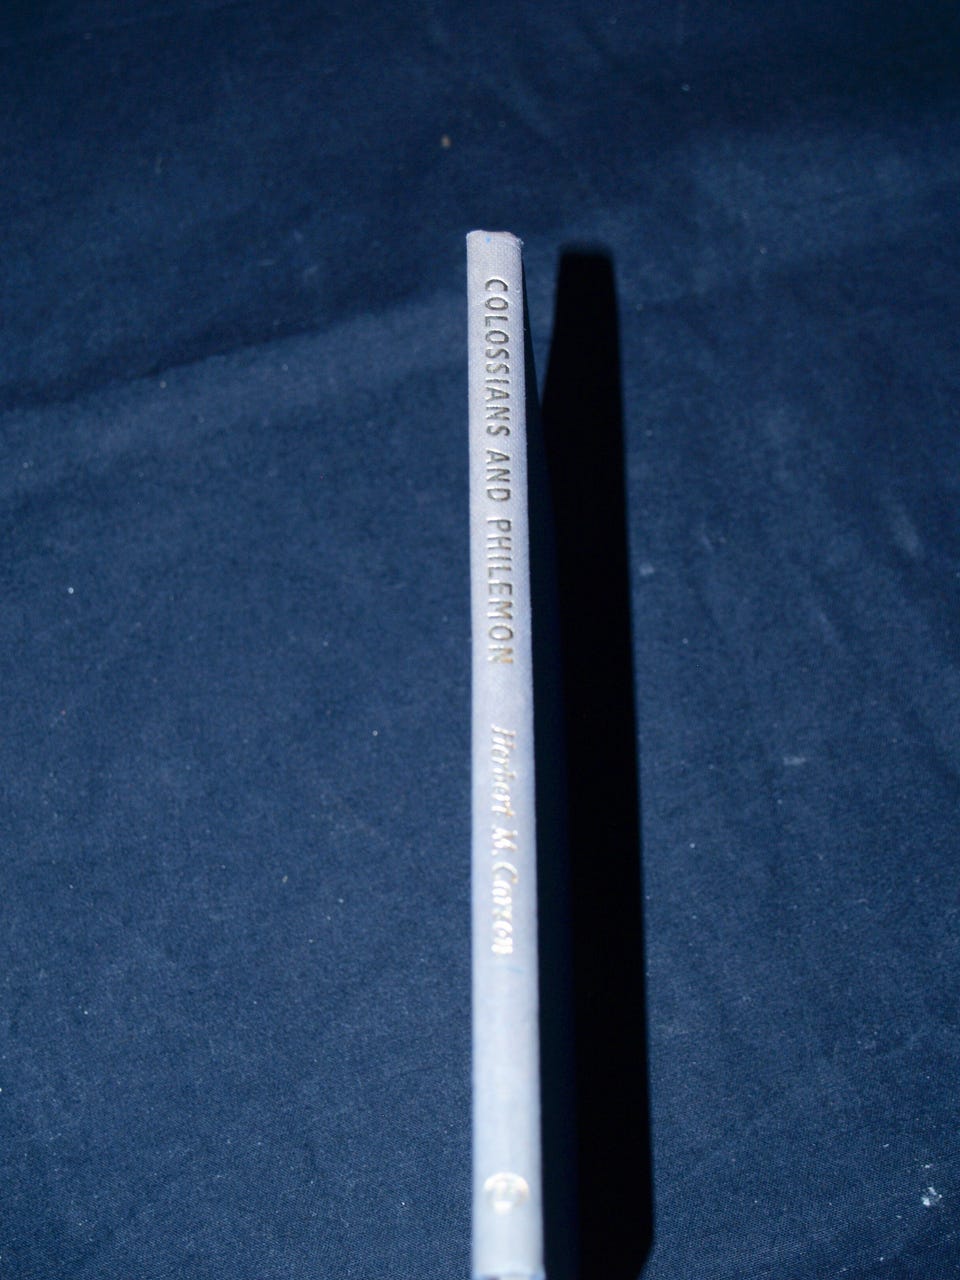 COLOSSIANS AND PHILEMON
Herbert M. Carson